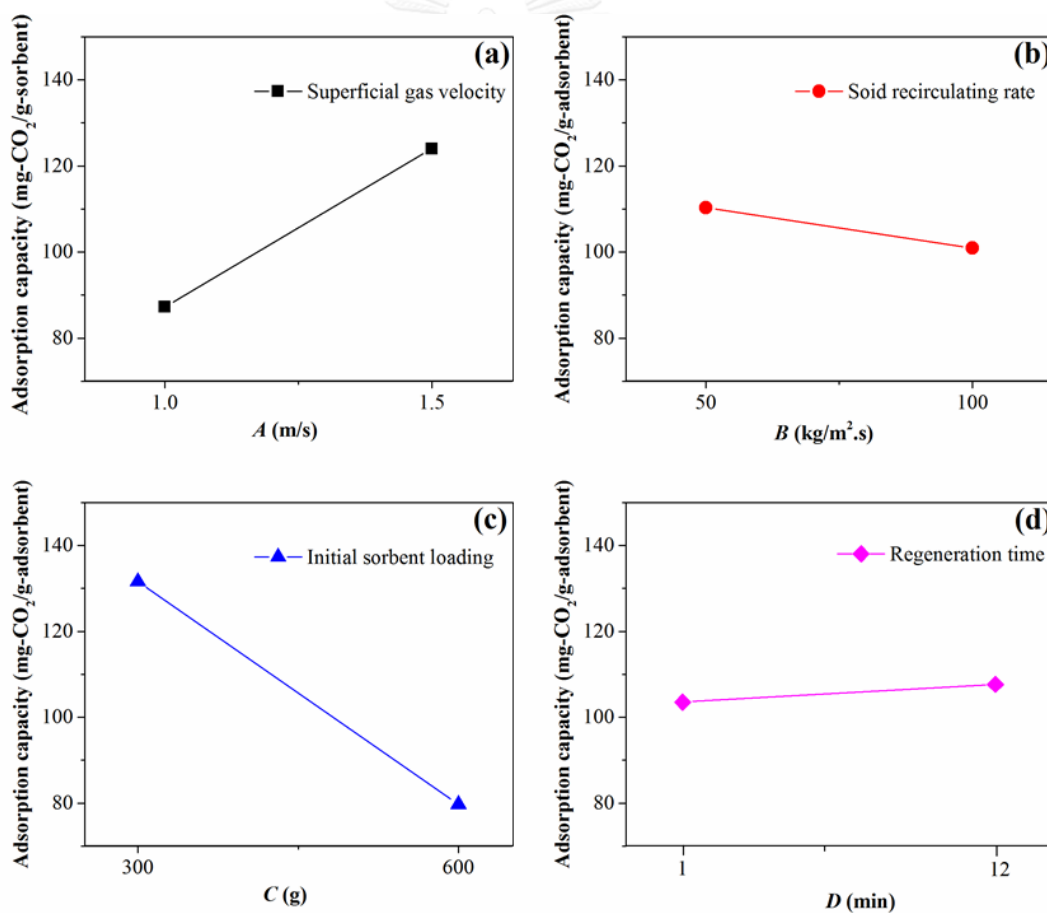 (a)
Superficial gas velocity
Adsorption capacity (mg-CO₂/g-sorbent)
140
120
100
80
1.0
1.5
A (m/s)
(b)
Soid recirculating rate
Adsorption capacity (mg-CO₂/g-adsorbent)
140
120
100
80
50
100
B (kg/m².s)
(c)
Initial sorbent loading
Adsorption capacity (mg-CO₂/g-adsorbent)
140
120
100
80
300
600
C (g)
(d)
Regeneration time
Adsorption capacity (mg-CO₂/g-adsorbent)
140
120
100
80
1
12
D (min)